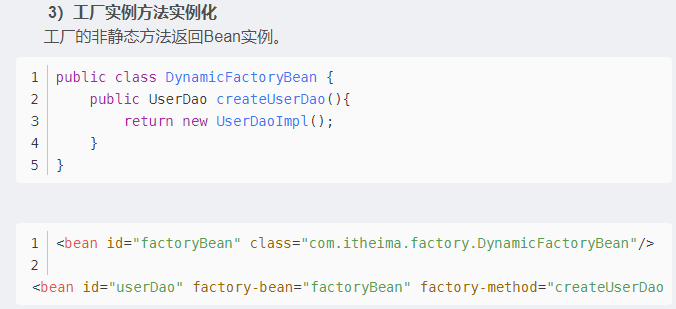 3）工厂实例方法实例化
工厂的非静态方法返回Bean实例。
1 public class DynamicFactoryBean {
2     public UserDao createUserDao(){
3         return new UserDaoImpl();
4     }
5 }
1 <bean id="factoryBean" class="com.itheima.factory.DynamicFactoryBean"/>
2
<bean id="userDao" factory-bean="factoryBean" factory-method="createUserDao